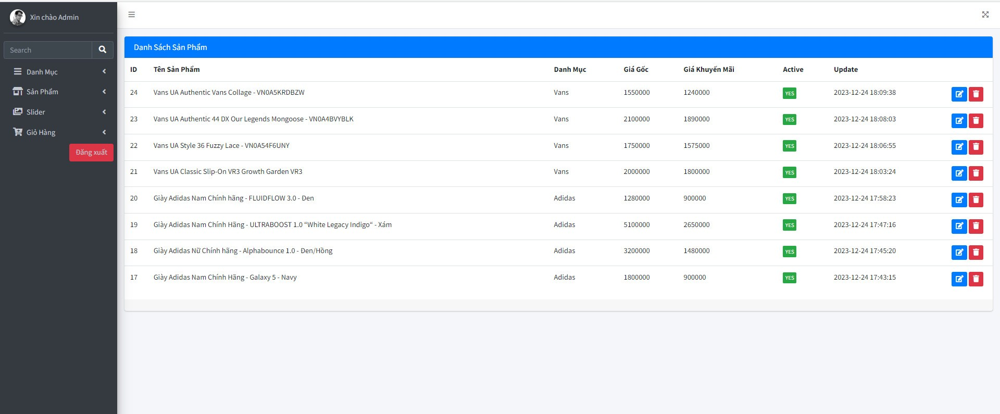 Xin chào Admin
Search
Danh Mục
Sản Phẩm
Slider
Giỏ Hàng
Đăng xuất
Danh Sách Sản Phẩm
ID Tên Sản Phẩm Danh Mục Giá Gốc Giá Khuyến Mãi Active Update
24 Vans UA Authentic Vans Collage - VN0A5KRDBZW Vans 1550000 1240000 YES 2023-12-24 18:09:38
23 Vans UA Authentic 44 DX Our Legends Mongoose - VN0A4BVYBLK Vans 2100000 1890000 YES 2023-12-24 18:08:03
22 Vans UA Style 36 Fuzzy Lace - VN0A54F6UNY Vans 1750000 1575000 YES 2023-12-24 18:06:55
21 Vans UA Classic Slip-On VR3 Growth Garden VR3 Vans 2000000 1800000 YES 2023-12-24 18:03:24
20 Giày Adidas Nam Chính hãng - FLUIDFLOW 3.0 - Đen Adidas 1280000 900000 YES 2023-12-24 17:58:23
19 Giày Adidas Nam Chính Hãng - ULTRABOOST 1.0 “White Legacy Indigo“ - Xám Adidas 5100000 2650000 YES 2023-12-24 17:47:16
18 Giày Adidas Nữ Chính hãng - Alphabounce 1.0 - Đen/Hồng Adidas 3200000 1480000 YES 2023-12-24 17:45:20
17 Giày Adidas Nam Chính Hãng - Galaxy 5 - Navy Adidas 1800000 900000 YES 2023-12-24 17:43:15